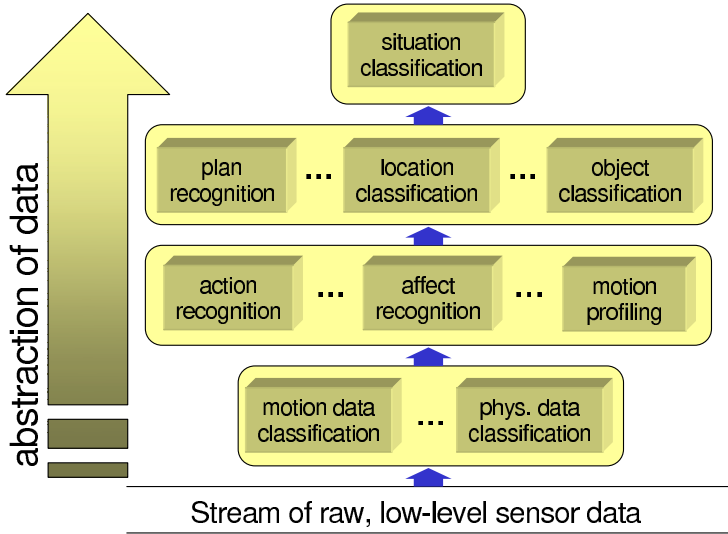 situation
classification
plan
recognition
...
location
classification
...
object
classification
action
recognition
...
affect
recognition
...
motion
profiling
motion data
classification
...
phys. data
classification
Stream of raw, low-level sensor data
abstraction of data